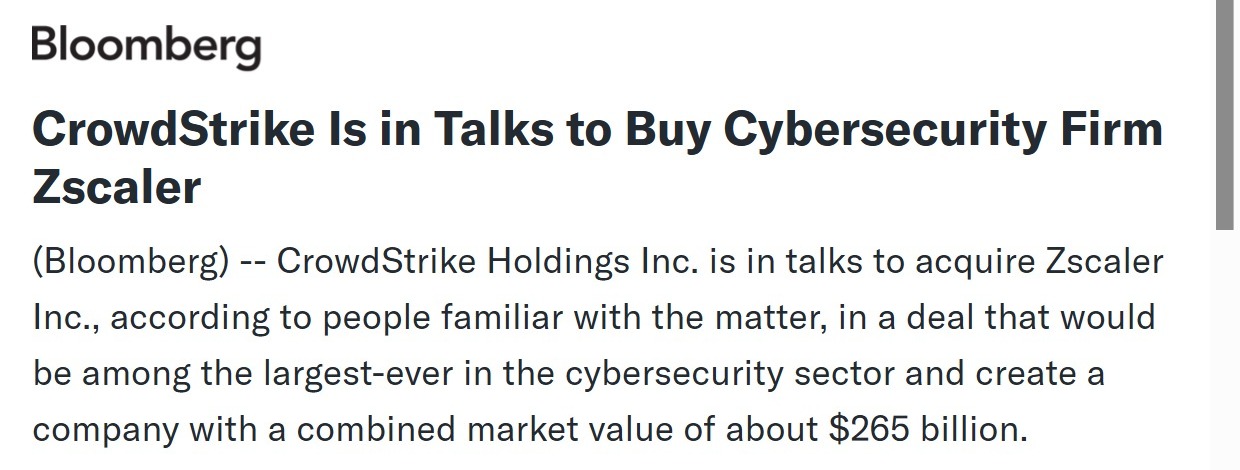 Bloomberg
CrowdStrike Is in Talks to Buy Cybersecurity Firm
Zscaler
(Bloomberg) -- CrowdStrike Holdings Inc. is in talks to acquire Zscaler
Inc., according to people familiar with the matter, in a deal that would
be among the largest-ever in the cybersecurity sector and create a
company with a combined market value of about $265 billion.